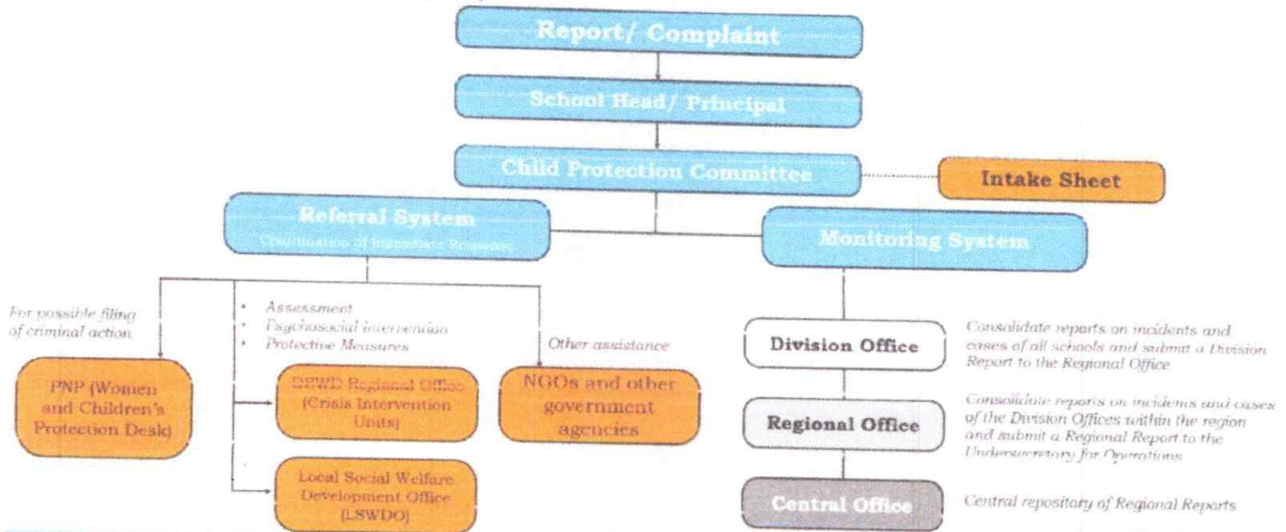 Report/ Complaint
School Head/ Principal
Child Protection Committee
Intake Sheet
Referral System
Coordination of Immediate Response
Monitoring System
For possible filing
of criminal action.
• Assessment
• Psychosocial intervention
• Protective Measures
Other assistance
PNP (Women
and Children's
Protection Desk)
DSWD Regional Office
(Crisis Intervention
Units)
NGOs and other
government
agencies
Local Social Welfare
Development Office
(LSWDO)
Division Office
Consolidate reports on incidents and
cases of all schools and submit a Division
Report to the Regional Office
Regional Office
Consolidate reports on incidents and cases
of the Division Offices within the region
and submit a Regional Report to the
Undersecretary for Operations
Central Office
Central repository of Regional Reports